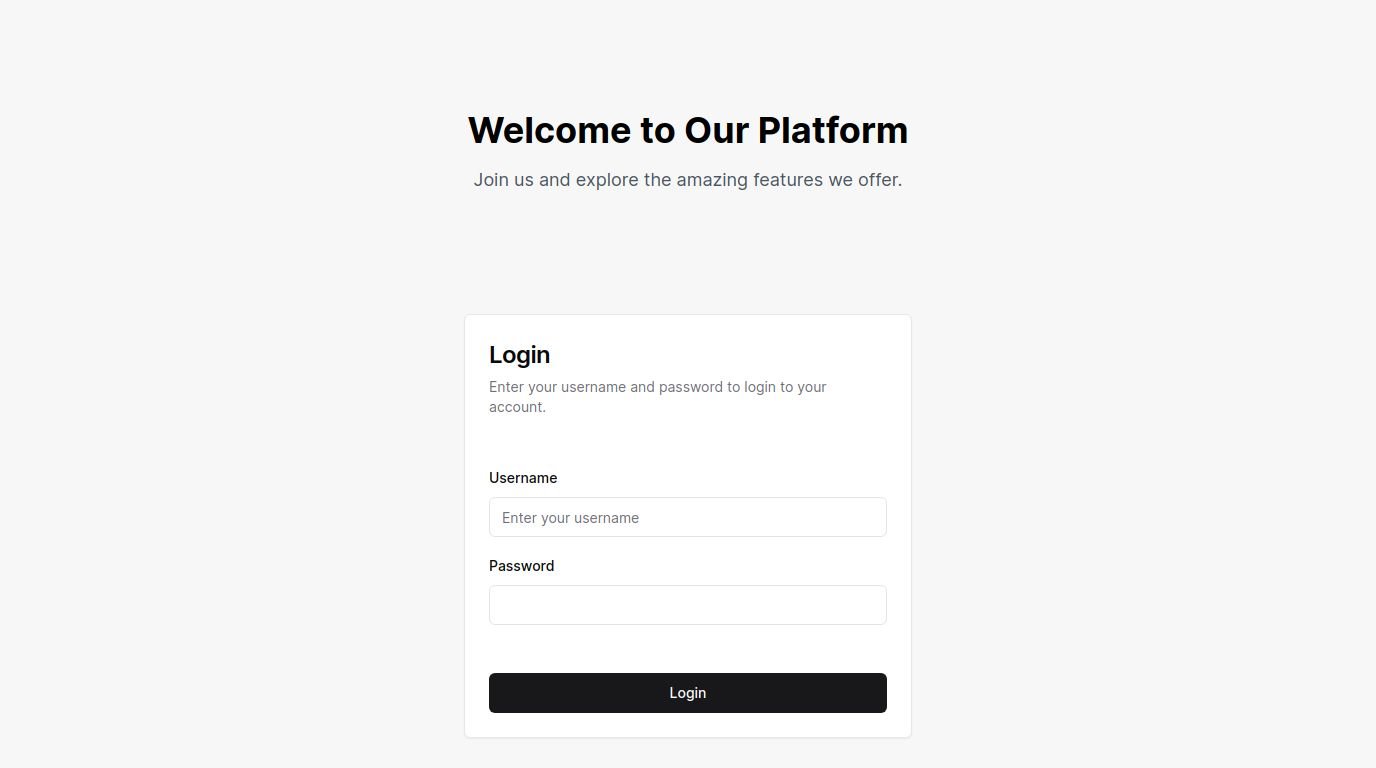 Welcome to Our Platform
Join us and explore the amazing features we offer.
Login
Enter your username and password to login to your
account.
Username
Enter your username
Password
Login